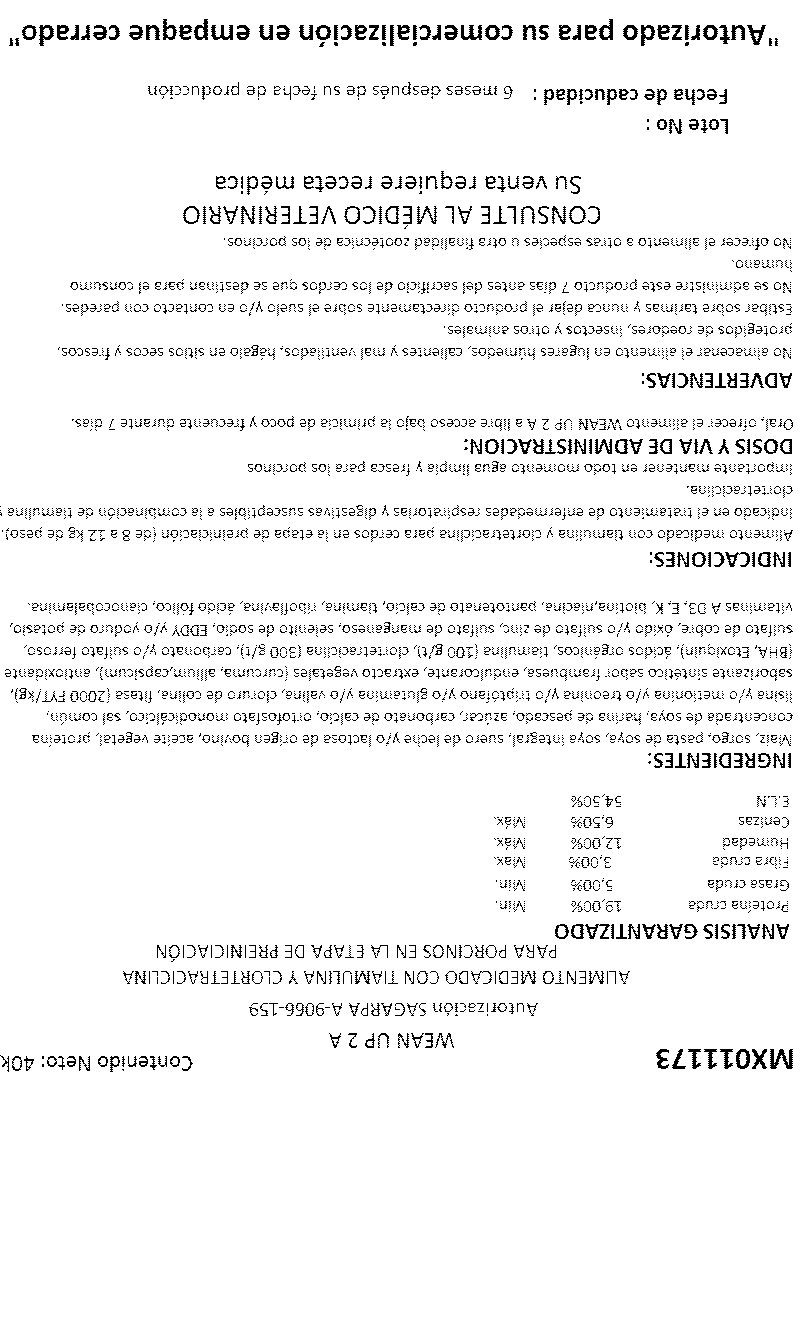 MX011173
Contenido Neto: 40k
WEAN UP 2 A
Autorización SAGARPA A-9066-159
ALIMENTO MEDICADO CON TIAMULINA Y CLORTETRACICLINA
PARA PORCINOS EN LA ETAPA DE PREINICIACIÓN
ANALISIS GARANTIZADO
Proteína cruda 19,00% Min.
Grasa cruda 5,00% Min.
Fibra cruda 3,00% Max.
Humedad 12,00% Máx.
Cenizas 6,50% Máx.
E.L.N 54,50%
INGREDIENTES:
Maíz, sorgo, pasta de soya, soya integral, suero de leche y/o lactosa de origen bovino, aceite vegetal, proteína
concentrada de soya, harina de pescado, azúcar, carbonato de calcio, ortofosfato monodicálcico, sal común,
lisina y/o metionina y/o treonina y/o triptófano y/o glutamina y/o valina, cloruro de colina, fitasa (2000 FYT/kg),
saborizante sintético sabor frambuesa, endulcorante, extracto vegetales (curcuma, allium,capsicum), antioxidante
(BHA, Etoxiquin), ácidos orgánicos, tiamulina (100 g/t), clortetraciclina (300 g/t), carbonato y/o sulfato ferroso,
sulfato de cobre, óxido y/o sulfato de zinc, sulfato de manganeso, selenito de sodio, EDDY y/o yoduro de potasio,
vitaminas A D3, E, K, biotina,niacina, pantotenato de calcio, tiamina, riboflavina, ácido fólico, cianocobalamina.
INDICACIONES:
Alimento medicado con tiamulina y clortetraciclina para cerdos en la etapa de preiniciación (de 8 a 12 kg de peso).
Indicado en el tratamiento de enfermedades respiratorias y digestivas susceptibles a la combinación de tiamulina y
clortetraciclina.
Importante mantener en todo momento agua limpia y fresca para los porcinos
DOSIS Y VIA DE ADMINISTRACION:
Oral, ofrecer el alimento WEAN UP 2 A a libre acceso bajo la primicia de poco y frecuente durante 7 días.
ADVERTENCIAS:
No almacenar el alimento en lugares húmedos, calientes y mal ventilados, hágalo en sitios secos y frescos,
protegidos de roedores, insectos y otros animales.
Estibar sobre tarimas y nunca dejar el producto directamente sobre el suelo y/o en contacto con paredes.
No se administre este producto 7 días antes del sacrificio de los cerdos que se destinan para el consumo
humano.
No ofrecer el alimento a otras especies u otra finalidad zootécnica de los porcinos.
CONSULTE AL MÉDICO VETERINARIO
Su venta requiere receta médica
Lote No :
Fecha de caducidad : 6 meses después de su fecha de producción
"Autorizado para su comercialización en empaque cerrado"